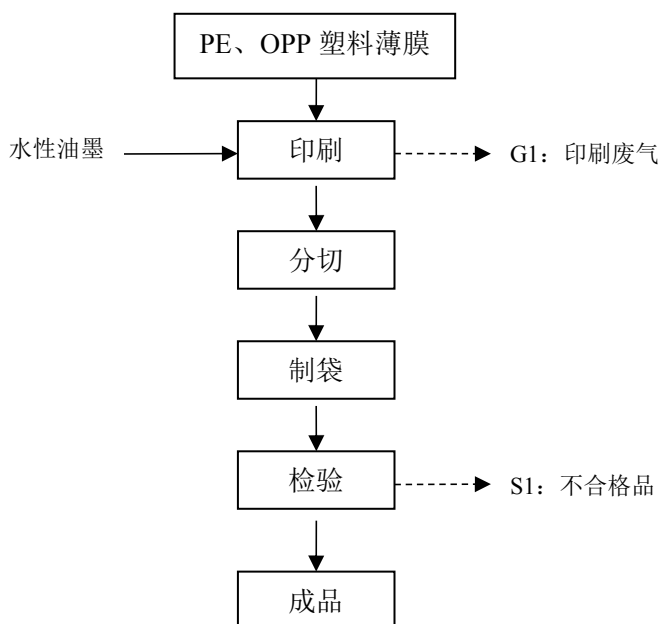 PE、OPP 塑料薄膜
水性油墨
印刷
G1：印刷废气
分切
制袋
检验
S1：不合格品
成品